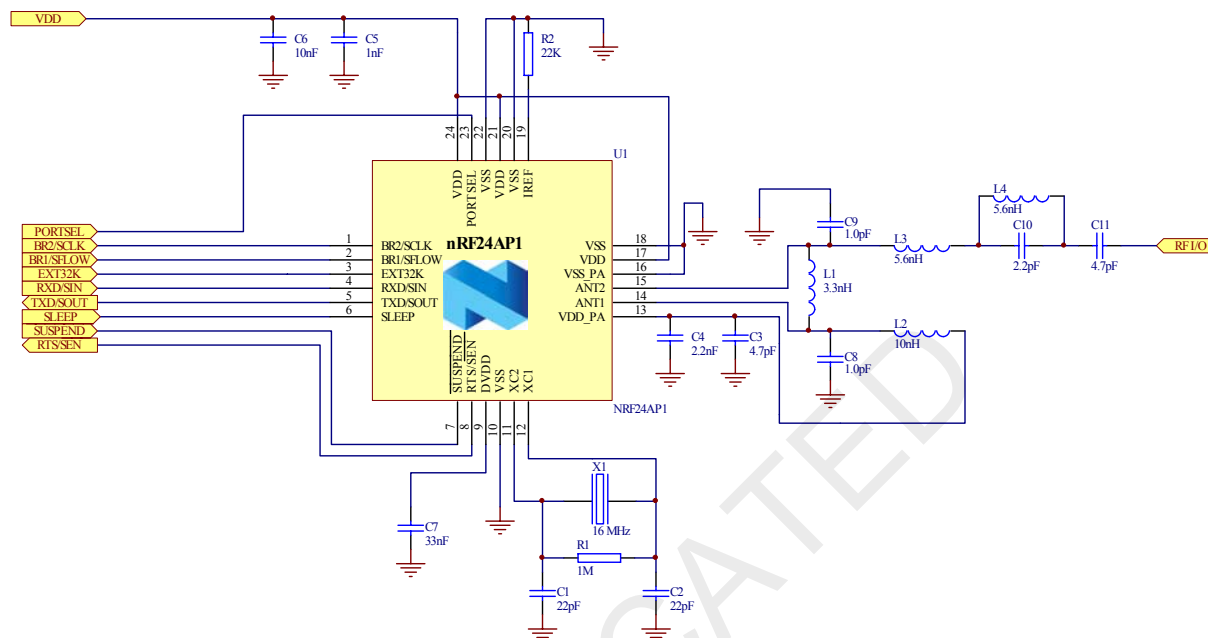 VDD
C6
10nF
C5
1nF
R2
22K
24
23
22
21
20
19
U1
VDD
PORTSEL
VSS
VDD
VSS
IREF
nRF24AP1
PORTSEL
BR2/SCLK
BR1/SFLOW
EXT32K
RXD/SIN
TXD/SOUT
SLEEP
SUSPEND
RTS/SEN
1
2
3
4
5
6
BR2/SCLK
BR1/SFLOW
EXT32K
RXD/SIN
TXD/SOUT
SLEEP
VSS
VDD
VSS_PA
ANT2
ANT1
VDD_PA
18
17
16
15
14
13
SUSPEND
RTS/SEN
DVDD
VSS
XC2
XC1
7
8
9
10
11
12
NRF24AP1
C9
1.0pF
L4
5.6nH
C10
2.2pF
C11
4.7pF
RF I/O
L3
5.6nH
L1
3.3nH
L2
10nH
C8
1.0pF
C4
2.2nF
C3
4.7pF
X1
16 MHz
R1
1M
C7
33nF
C1
22pF
C2
22pF
CATED